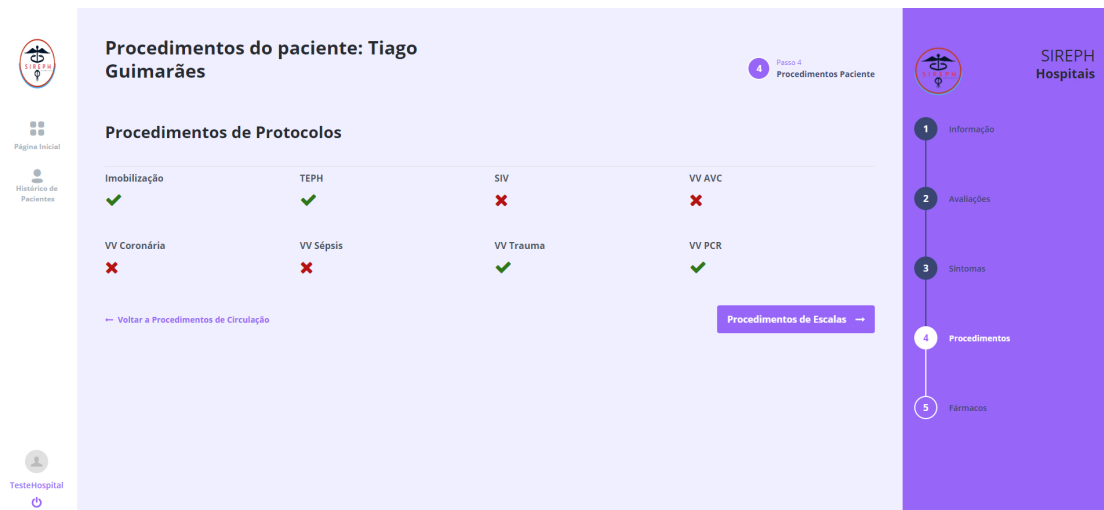 SIREPH
Página Inicial
Histórico de
Pacientes
TesteHospital
Procedimentos do paciente: Tiago
Guimarães
4
Passo 4
Procedimentos Paciente
Procedimentos de Protocolos
Imobilização
TEPH
SIV
VV AVC
VV Coronária
VV Sépsis
VV Trauma
VV PCR
← Voltar a Procedimentos de Circulação
Procedimentos de Escalas →
SIREPH
SIREPH
Hospitais
1 Informação
2 Avaliações
3 Sintomas
4 Procedimentos
5 Fármacos